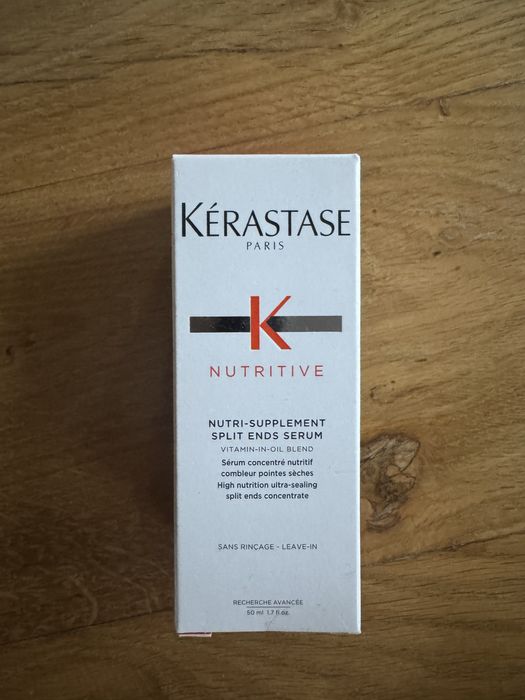 KÉRASTASE
PARIS
K
NUTRITIVE
NUTRI-SUPPLEMENT
SPLIT ENDS SERUM
VITAMIN-IN-OIL BLEND
Sérum concentré nutritif
combleur pointes sèches
High nutrition ultra-sealing
split ends concentrate
SANS RINÇAGE - LEAVE-IN
RECHERCHE AVANCÉE
50 ml 1.7 fl.oz.